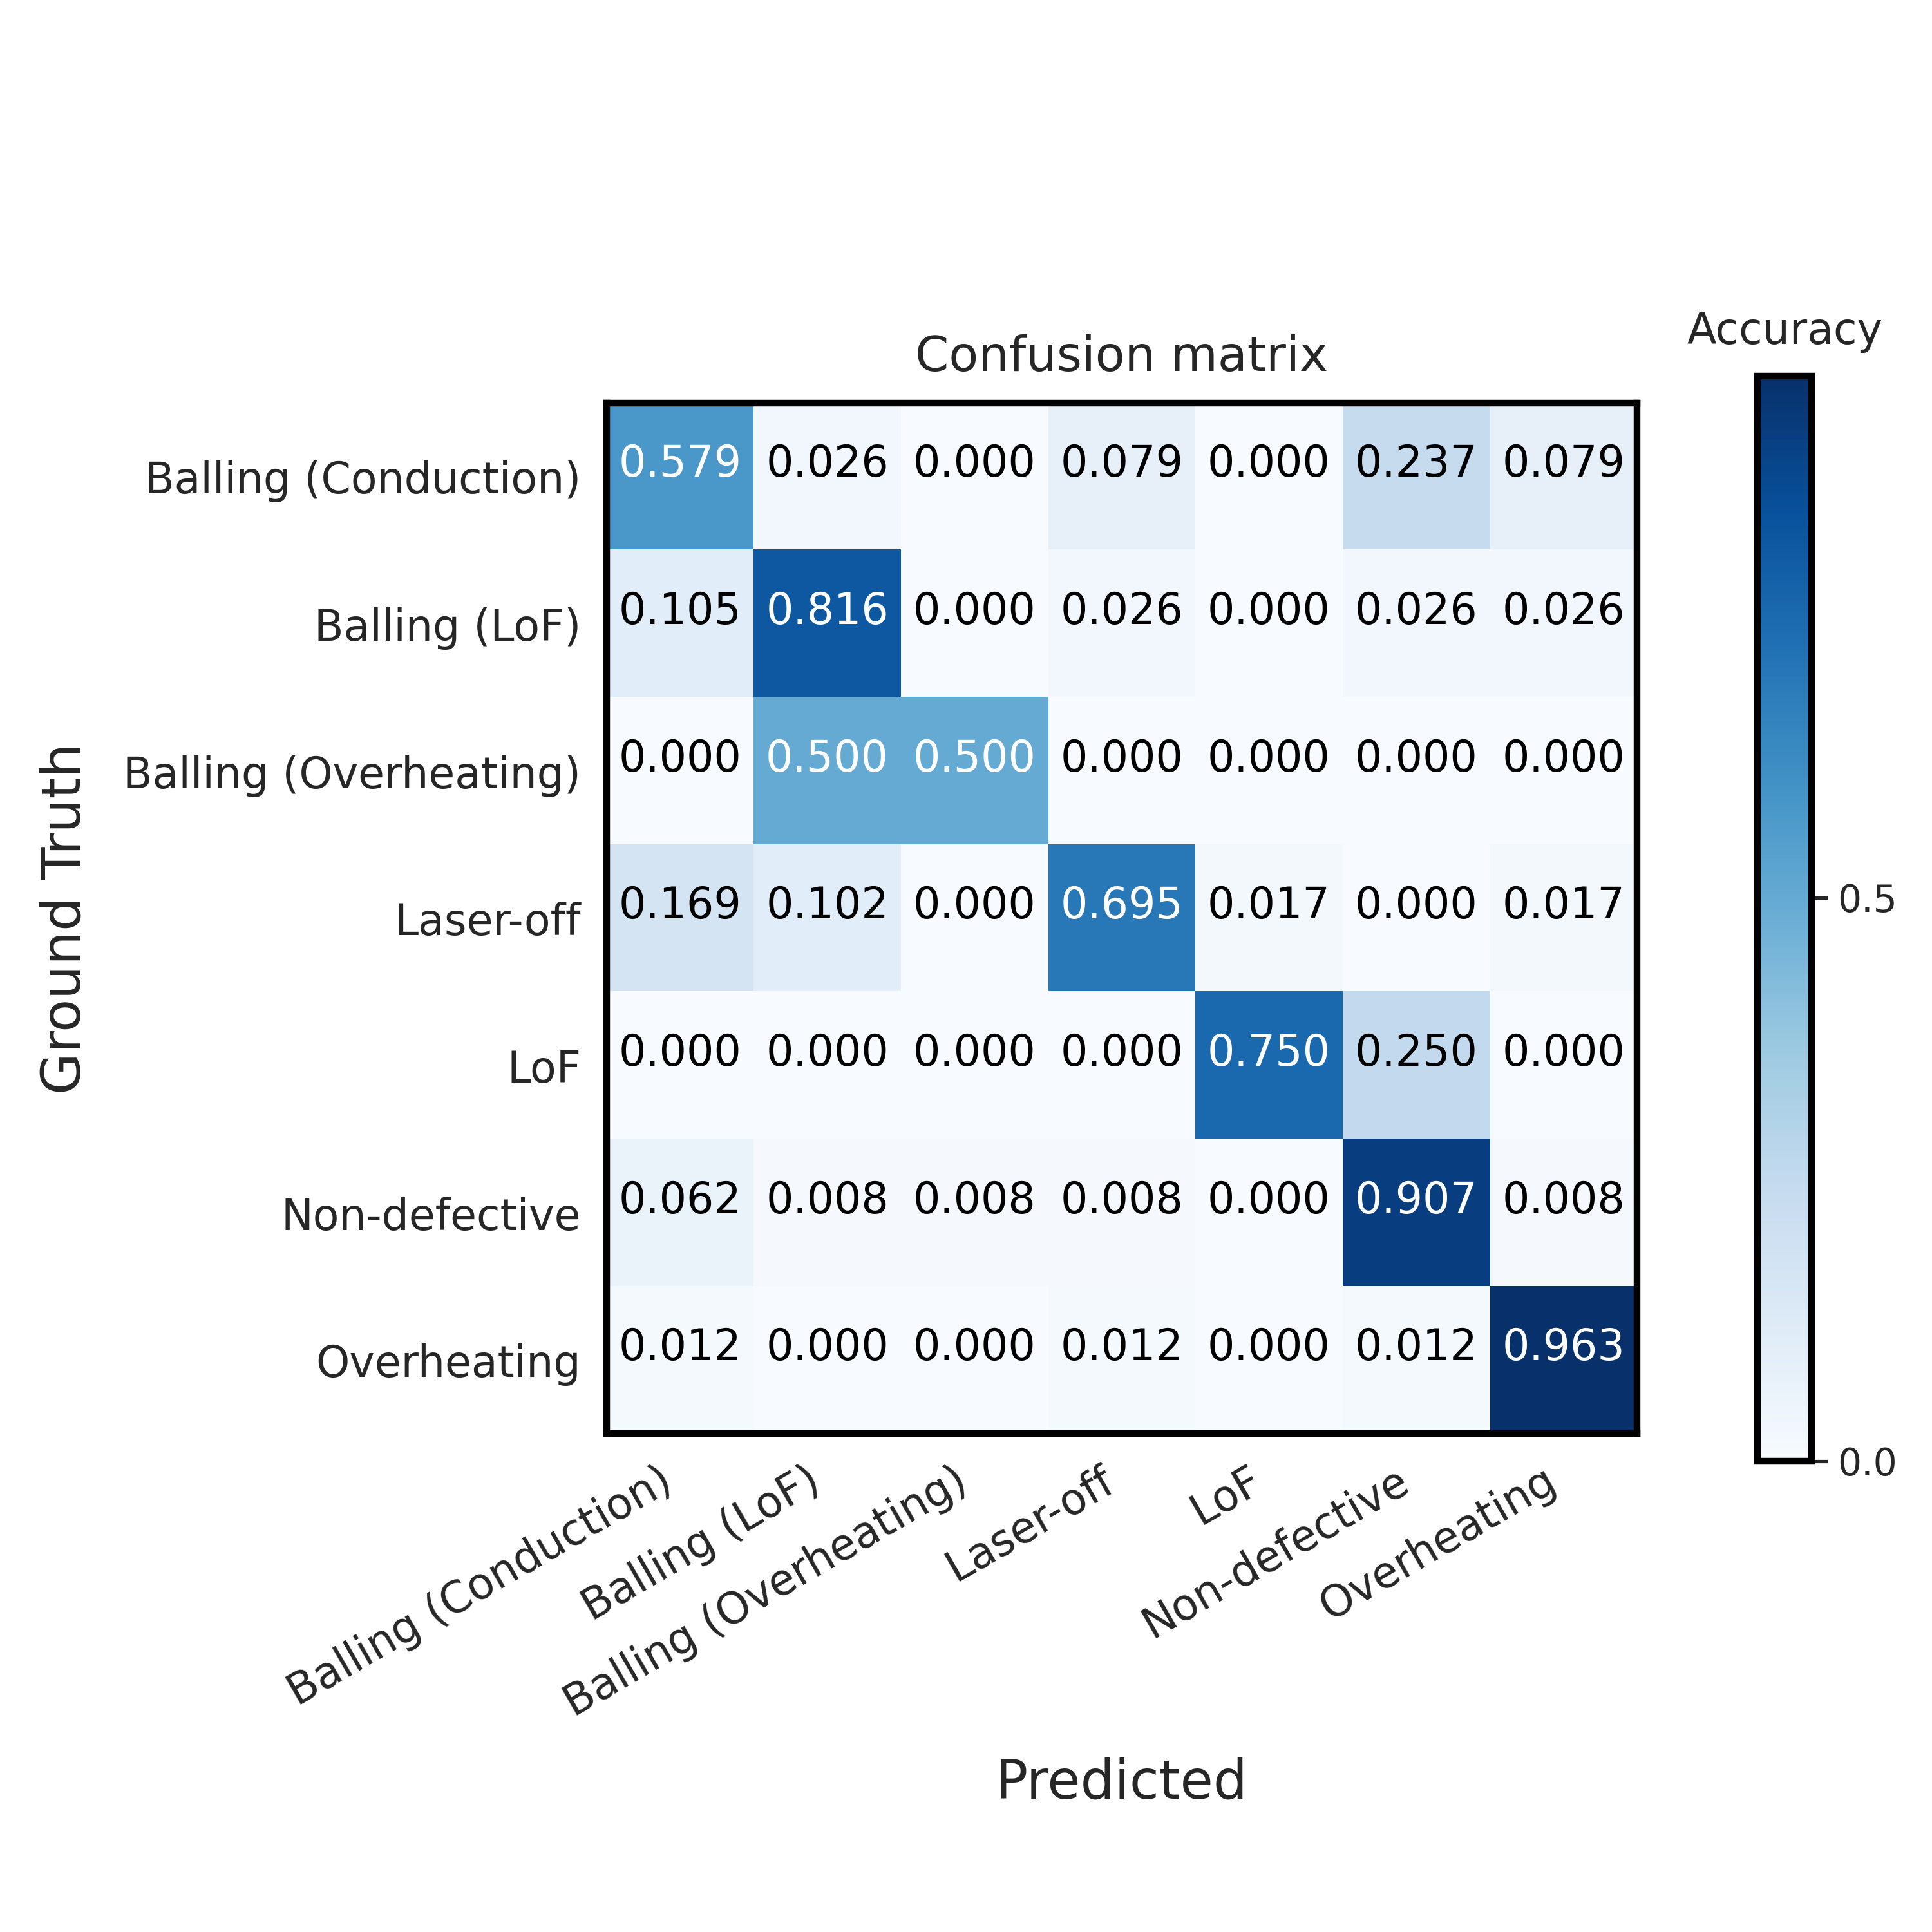 Accuracy
Confusion matrix
Balling (Conduction) 0.579 0.026 0.000 0.079 0.000 0.237 0.079
Balling (LoF) 0.105 0.816 0.000 0.026 0.000 0.026 0.026
Balling (Overheating) 0.000 0.500 0.500 0.000 0.000 0.000 0.000
Laser-off 0.169 0.102 0.000 0.695 0.017 0.000 0.017
LoF 0.000 0.000 0.000 0.000 0.750 0.250 0.000
Non-defective 0.062 0.008 0.008 0.008 0.000 0.907 0.008
Overheating 0.012 0.000 0.000 0.012 0.000 0.012 0.963
Ground Truth
0.5
0.0
Balling (Conduction)
Balling (LoF)
Balling (Overheating)
Laser-off
LoF
Non-defective
Overheating
Predicted